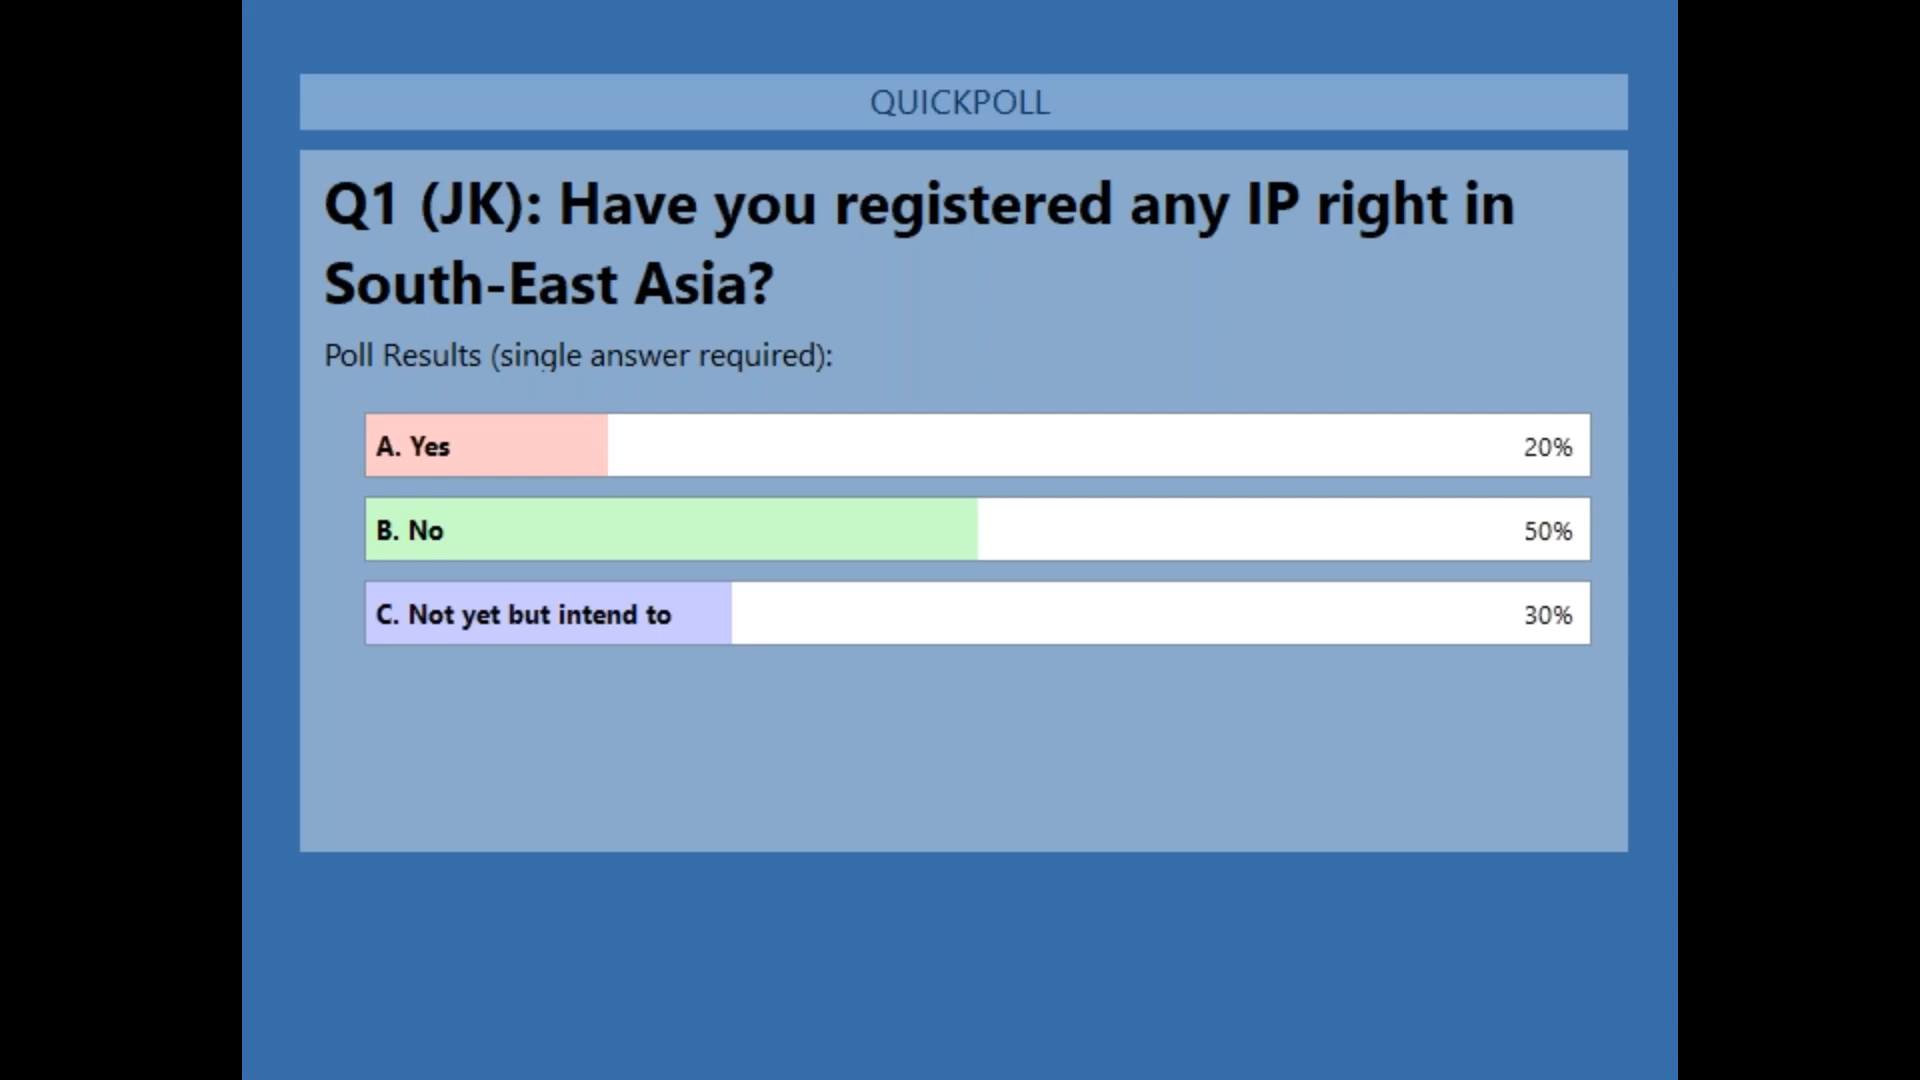 QUICKPOLL
Q1 (JK): Have you registered any IP right in
South-East Asia?
Poll Results (single answer required):
A. Yes 20%
B. No 50%
C. Not yet but intend to 30%